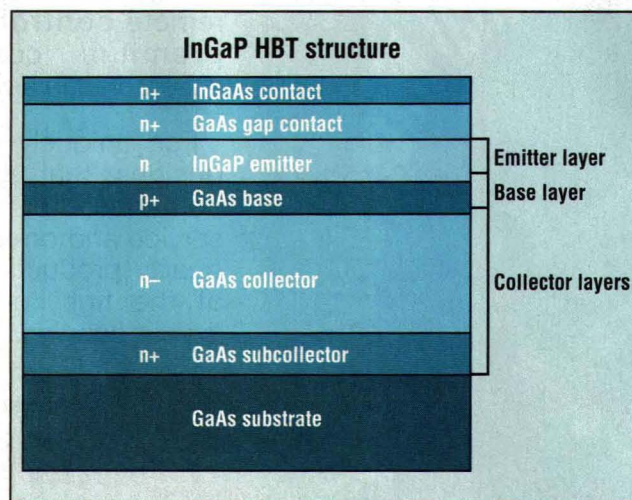 InGaP HBT structure
n+ InGaAs contact
n+ GaAs gap contact
n InGaP emitter
Emitter layer
p+ GaAs base
Base layer
n– GaAs collector
Collector layers
n+ GaAs subcollector
GaAs substrate